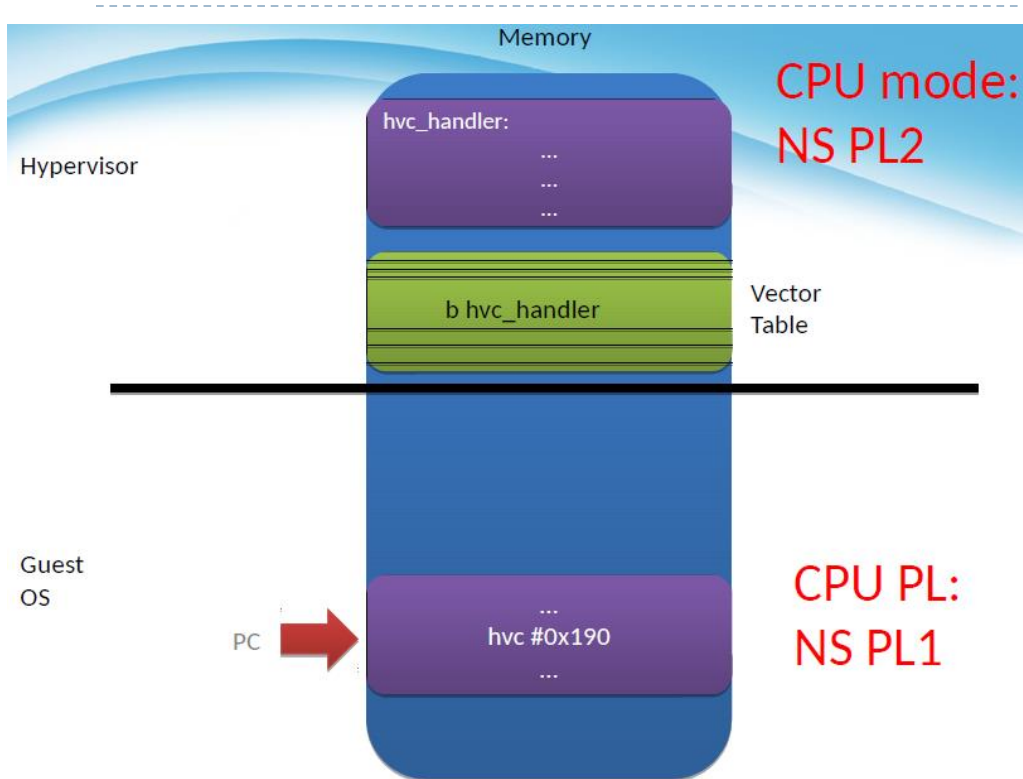 Memory
CPU mode:
NS PL2
hvc_handler:
...
...
...
Hypervisor
b hvc_handler
Vector
Table
Guest
OS
CPU PL:
NS PL1
PC
...
hvc #0x190
...